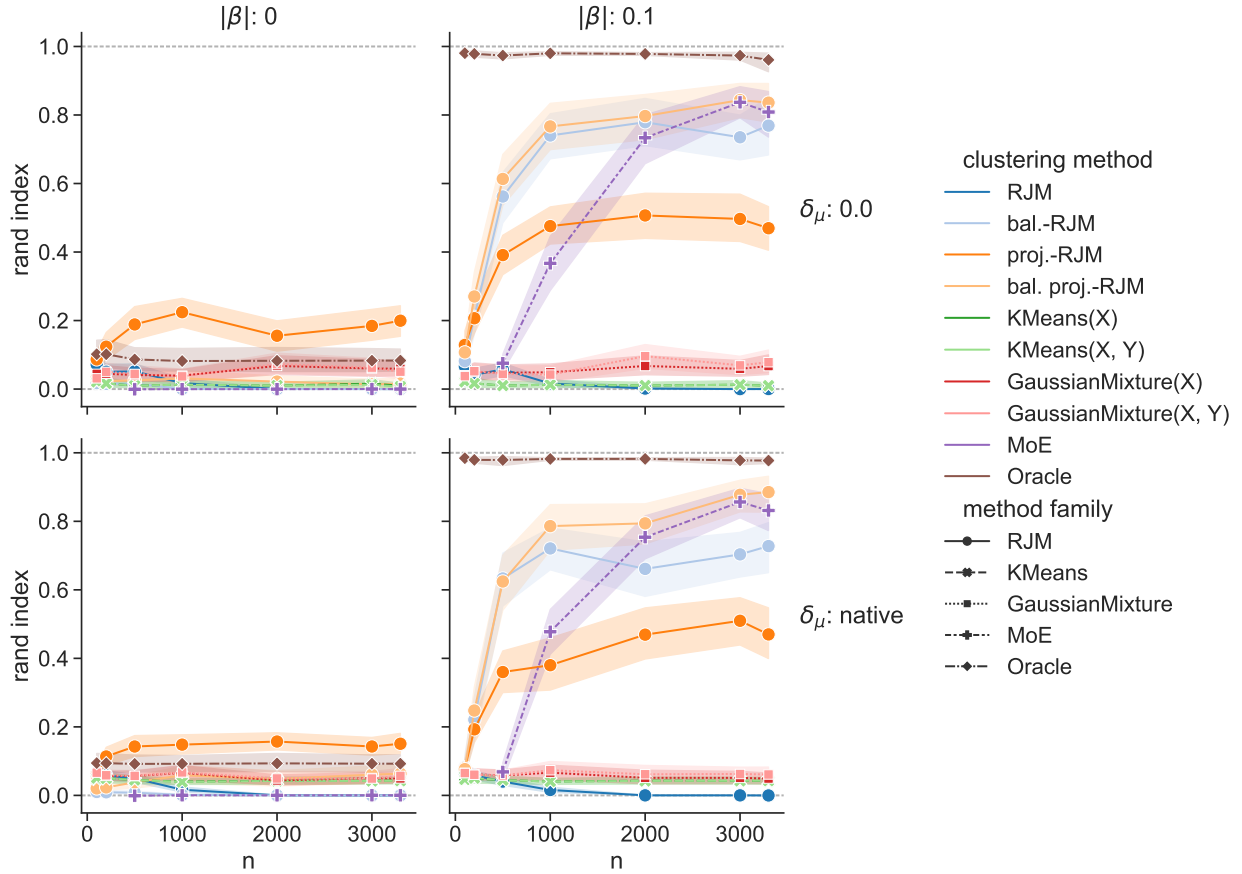 |β|: 0
|β|: 0.1
1.0
0.8
0.6
0.4
0.2
0.0
rand index
δμ: 0.0
1.0
0.8
0.6
0.4
0.2
0.0
rand index
δμ: native
0
1000
2000
3000
n
0
1000
2000
3000
n
clustering method
RJM
bal.-RJM
proj.-RJM
bal. proj.-RJM
KMeans(X)
KMeans(X, Y)
GaussianMixture(X)
GaussianMixture(X, Y)
MoE
Oracle
method family
RJM
KMeans
GaussianMixture
MoE
Oracle